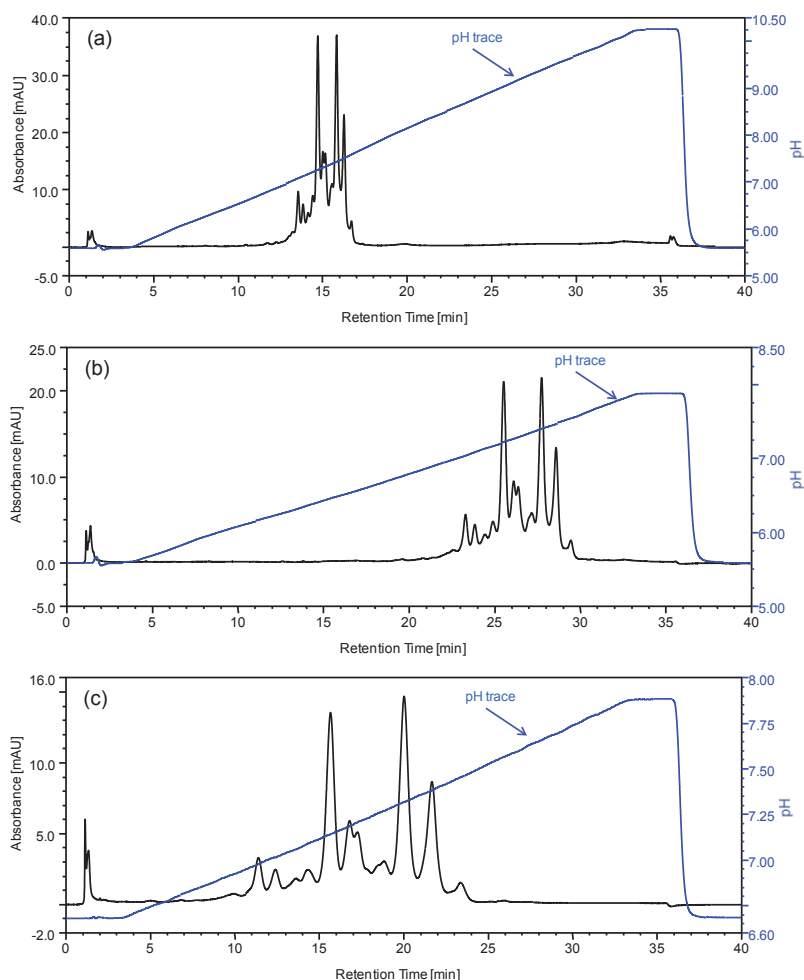 (a)
pH trace
Absorbance [mAU]
40.0
30.0
20.0
10.0
-5.0
10.50
10.00
9.00
8.00
7.00
6.00
5.00
pH
0 5 10 15 20 25 30 35 40
Retention Time [min]
(b)
pH trace
Absorbance [mAU]
25.0
20.0
10.0
0.0
-5.0
8.50
7.00
6.00
5.00
pH
0 5 10 15 20 25 30 35 40
Retention Time [min]
(c)
pH trace
Absorbance [mAU]
16.0
10.0
5.0
-2.0
8.00
7.75
7.50
7.25
7.00
6.60
pH
0 5 10 15 20 25 30 35 40
Retention Time [min]